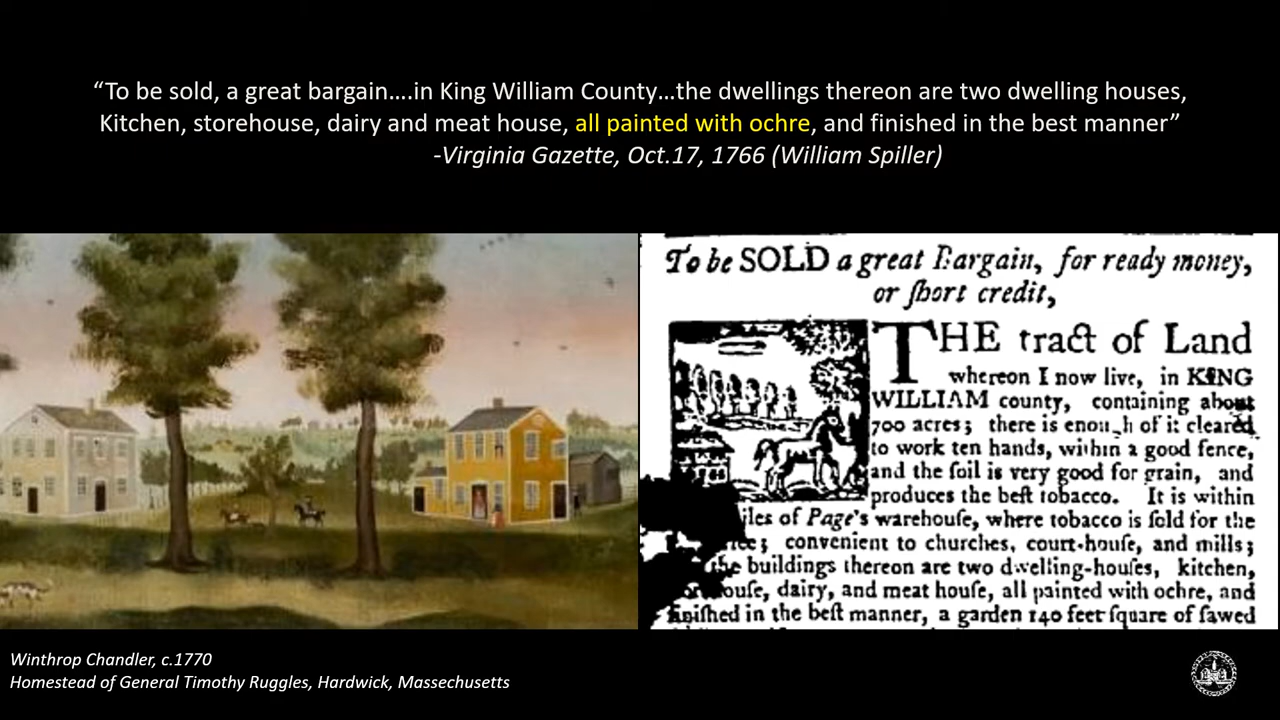 “To be sold, a great bargain....in King William County...the dwellings thereon are two dwelling houses,
Kitchen, storehouse, dairy and meat house, all painted with ochre, and finished in the best manner”
-Virginia Gazette, Oct.17, 1766 (William Spiller)
To be SOLD a great Bargain, for ready money,
or ſhort credit,
THE tract of Land
whereon I now live, in KING
WILLIAM county, containing about
700 acres; there is enou_h of it cleared
to work ten hands, within a good fence,
and the ſoil is very good for grain, and
produces the beſt tobacco. It is within
iles of Page's warehouſe, where tobacco is ſold for the
; convenient to churches, court-houſe, and mills;
the buildings thereon are two dwelling-houſes, kitchen,
ouſe, dairy, and meat houſe, all painted with ochre, and
finiſhed in the beſt manner, a garden 140 feet ſquare of ſawed
Winthrop Chandler, c.1770
Homestead of General Timothy Ruggles, Hardwick, Massechusetts